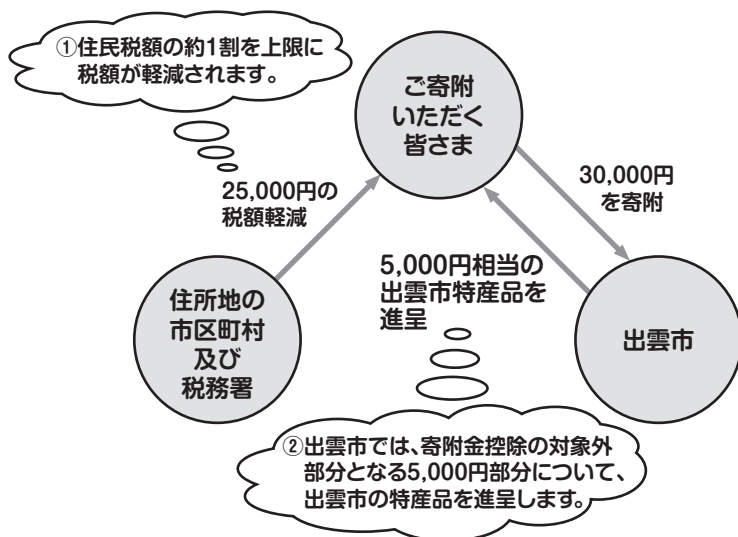 ①住民税額の約1割を上限に
税額が軽減されます。
ご寄附
いただく
皆さま
25,000円の
税額軽減
30,000円
を寄附
住所地の
市区町村
及び
税務署
5,000円相当の
出雲市特産品を
進呈
出雲市
②出雲市では、寄附金控除の対象外
部分となる5,000円部分について、
出雲市の特産品を進呈します。